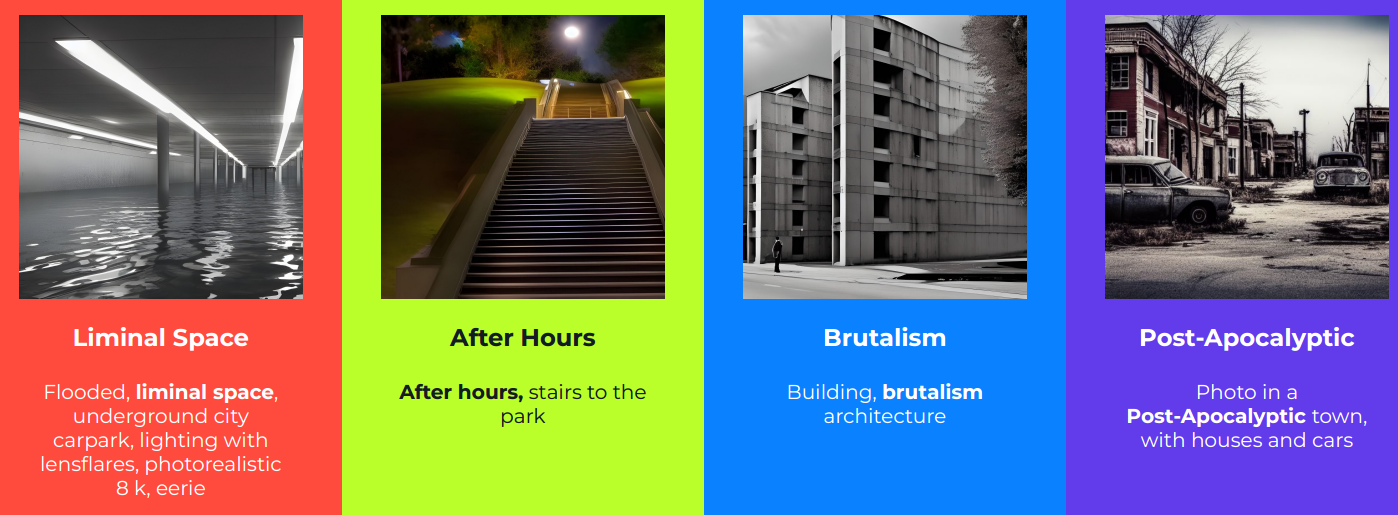 Liminal Space
Flooded, liminal space,
underground city
carpark, lighting with
lensflares, photorealistic
8 k, eerie
After Hours
After hours, stairs to the
park
Brutalism
Building, brutalism
architecture
Post-Apocalyptic
Photo in a
Post-Apocalyptic town,
with houses and cars